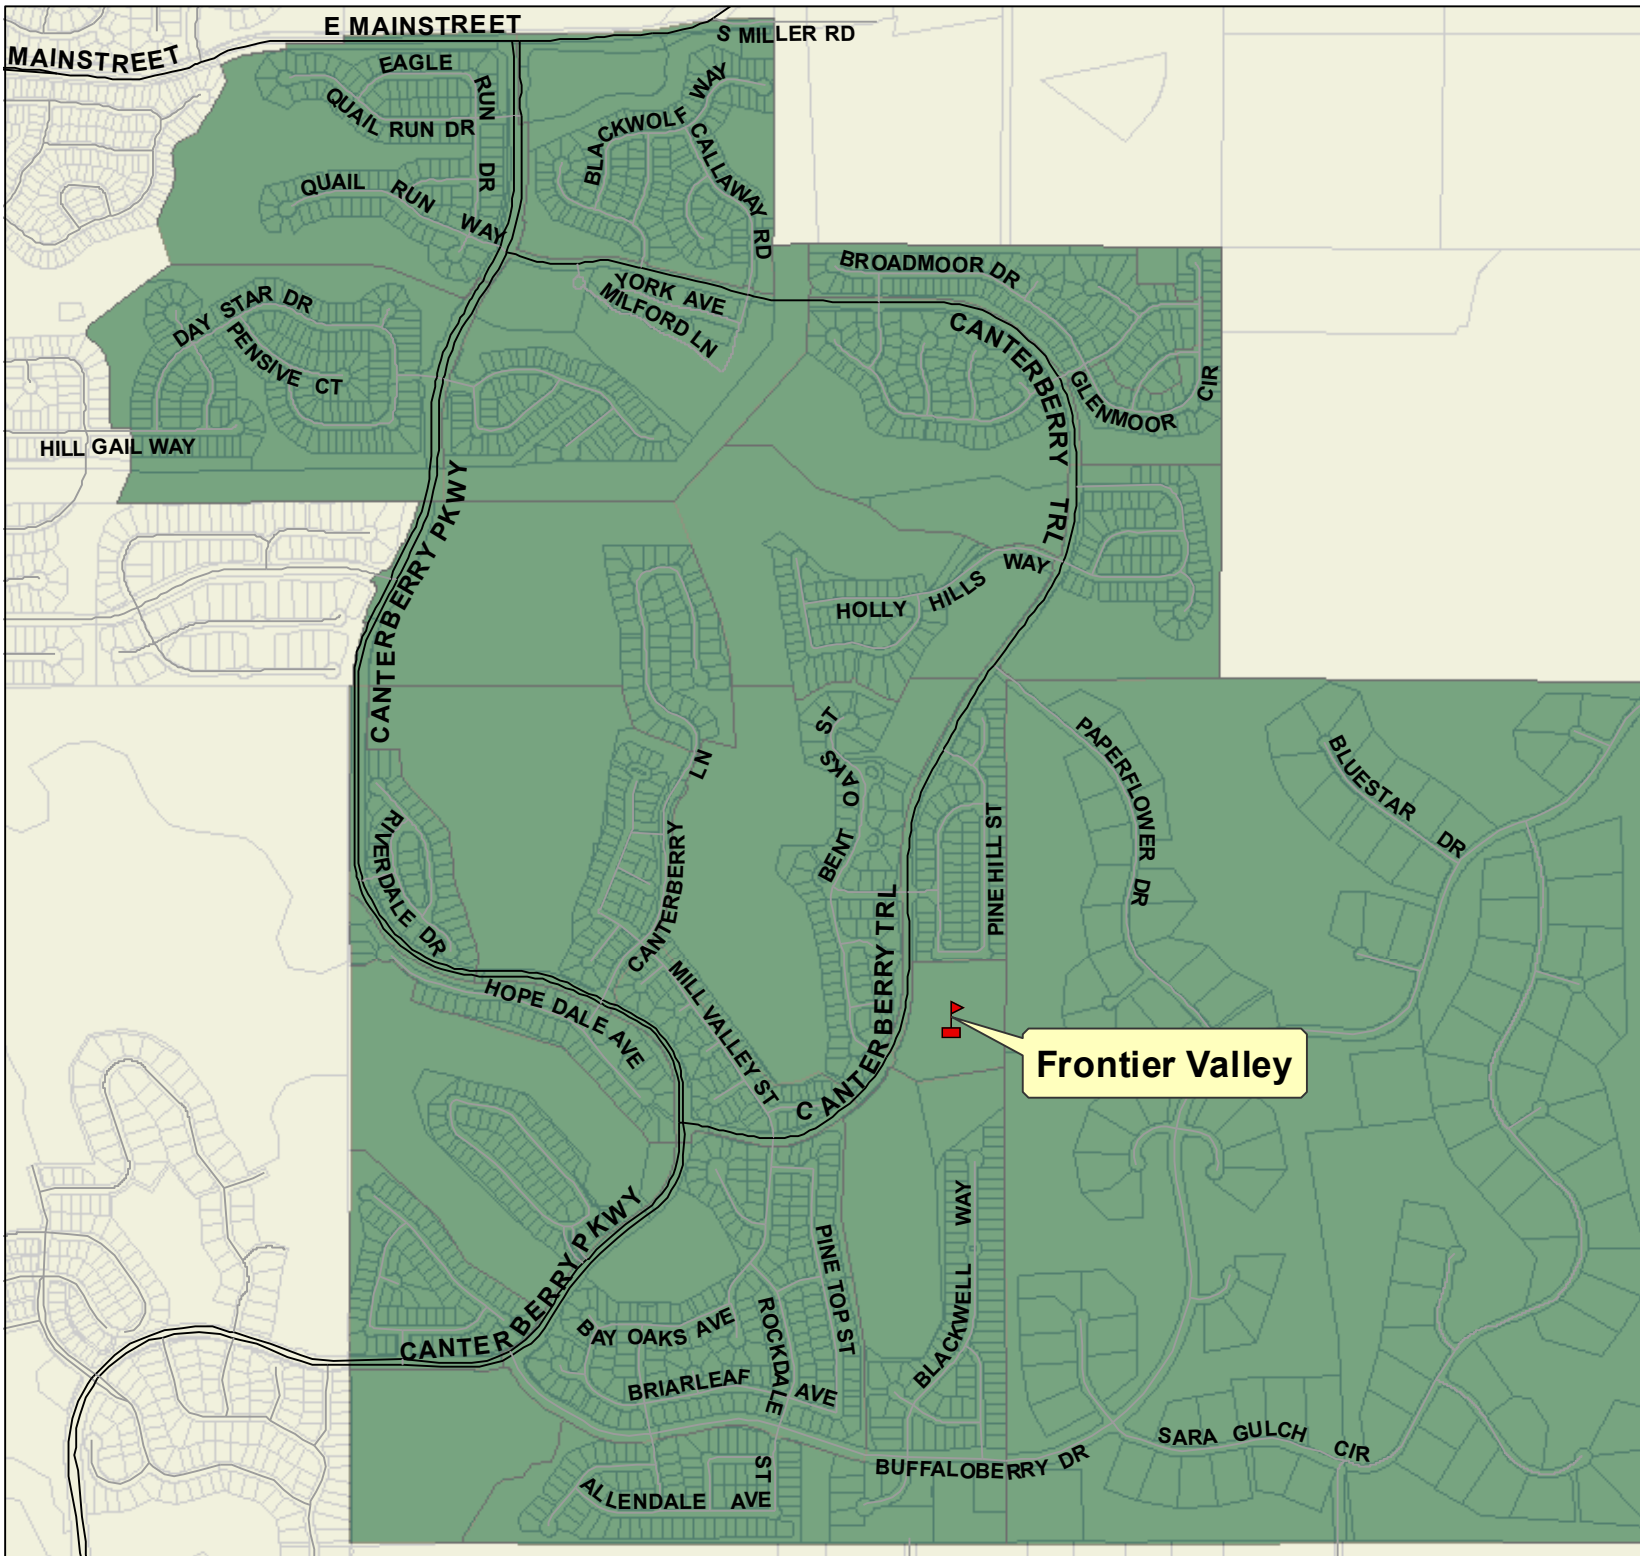 E MAINSTREET
S MILLER RD
MAINSTREET
EAGLE RUN DR
QUAIL RUN DR
BLACKWOLF WAY
CALLAWAY RD
QUAIL RUN WAY
BROADMOOR DR
YORK AVE
MILFORD LN
DAY STAR DR
PENSIVE CT
CANTERBERRY TRL
GLENMOOR CIR
HILL GAIL WAY
CANTERBERRY PKWY
HOLLY HILLS WAY
BENT OAKS ST
PAPERFLOWER DR
BLUESTAR DR
CANTERBERRY LN
RIVERDALE DR
PINE HILL ST
CANTERBERRY TRL
HOPE DALE AVE
MILL VALLEY ST
Frontier Valley
CANTERBERRY PKWY
BLACKWELL WAY
PINE TOP ST
BAY OAKS AVE
ROCKDALE ST
BRIARLEAF AVE
SARA GULCH CIR
BUFFALOBERRY DR
ALLENDALE AVE